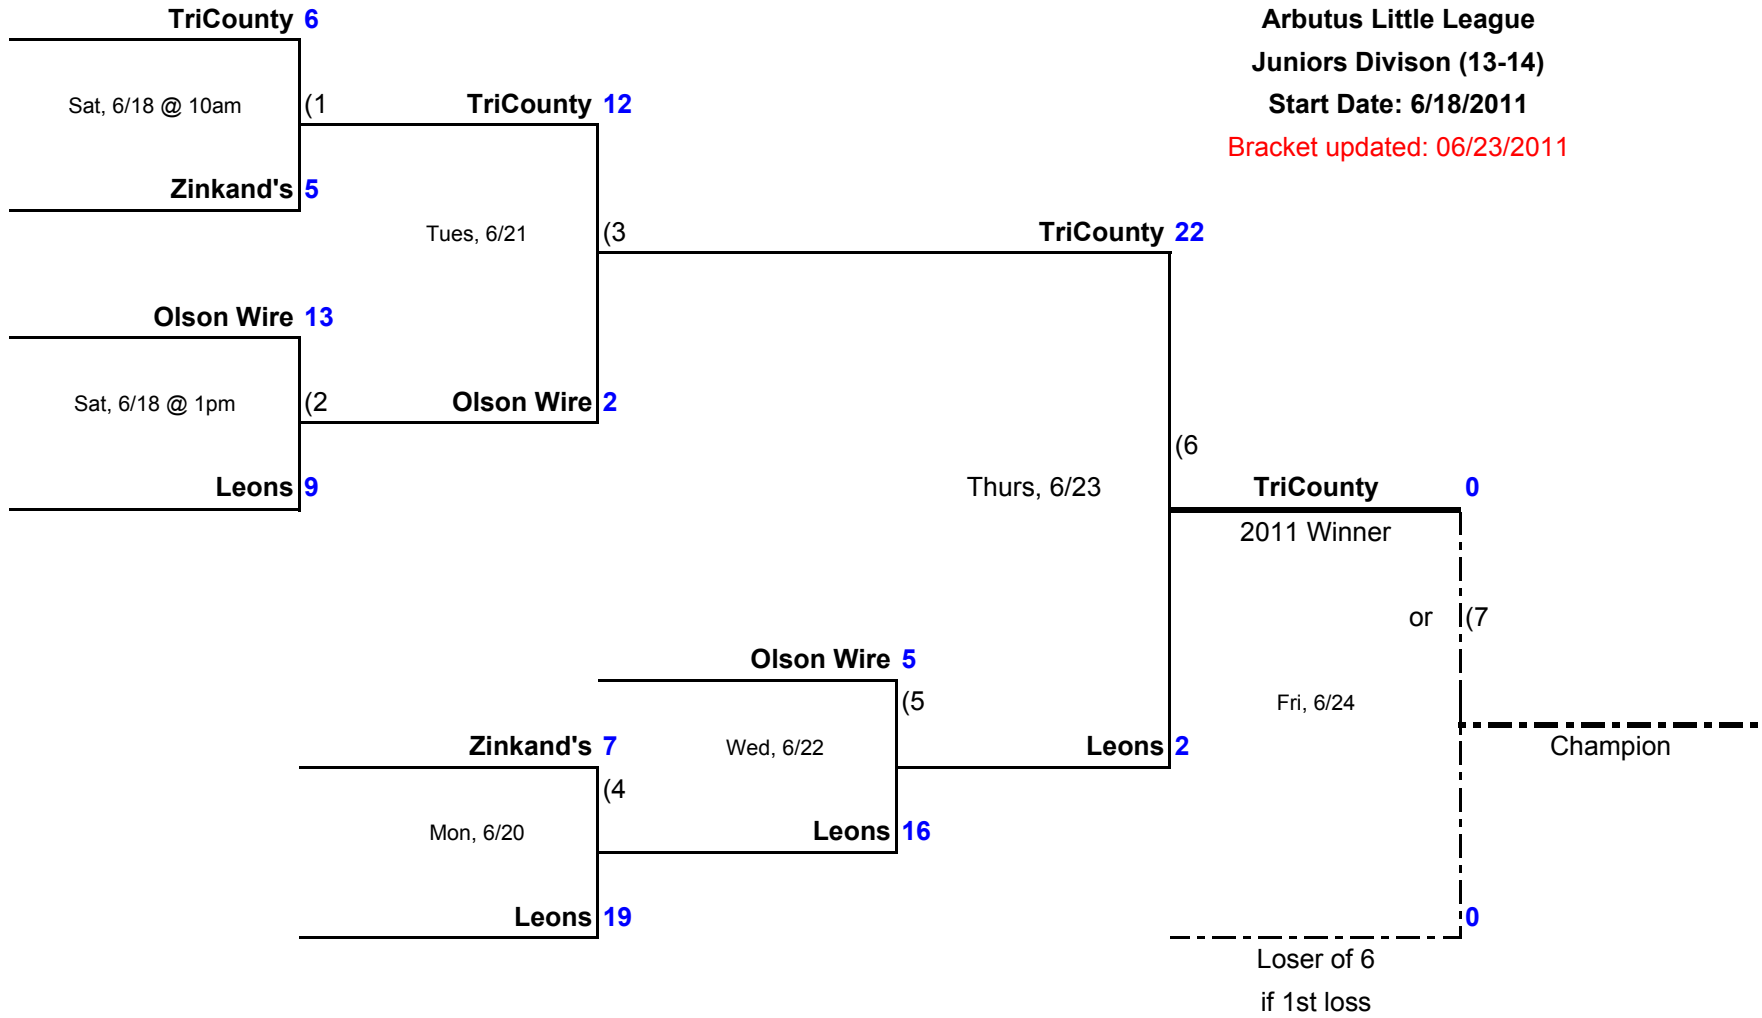 TriCounty 6
Arbutus Little League
Juniors Divison (13-14)
Start Date: 6/18/2011
Bracket updated: 06/23/2011
Sat, 6/18 @ 10am
(1
TriCounty 12
Zinkand's 5
Tues, 6/21
(3
TriCounty 22
Olson Wire 13
Sat, 6/18 @ 1pm
(2
Olson Wire 2
Leons 9
(6
Thurs, 6/23
TriCounty 0
2011 Winner
or (7
Olson Wire 5
(5
Fri, 6/24
Zinkand's 7
Wed, 6/22
Leons 2
Champion
(4
Mon, 6/20
Leons 16
Leons 19
0
Loser of 6
if 1st loss